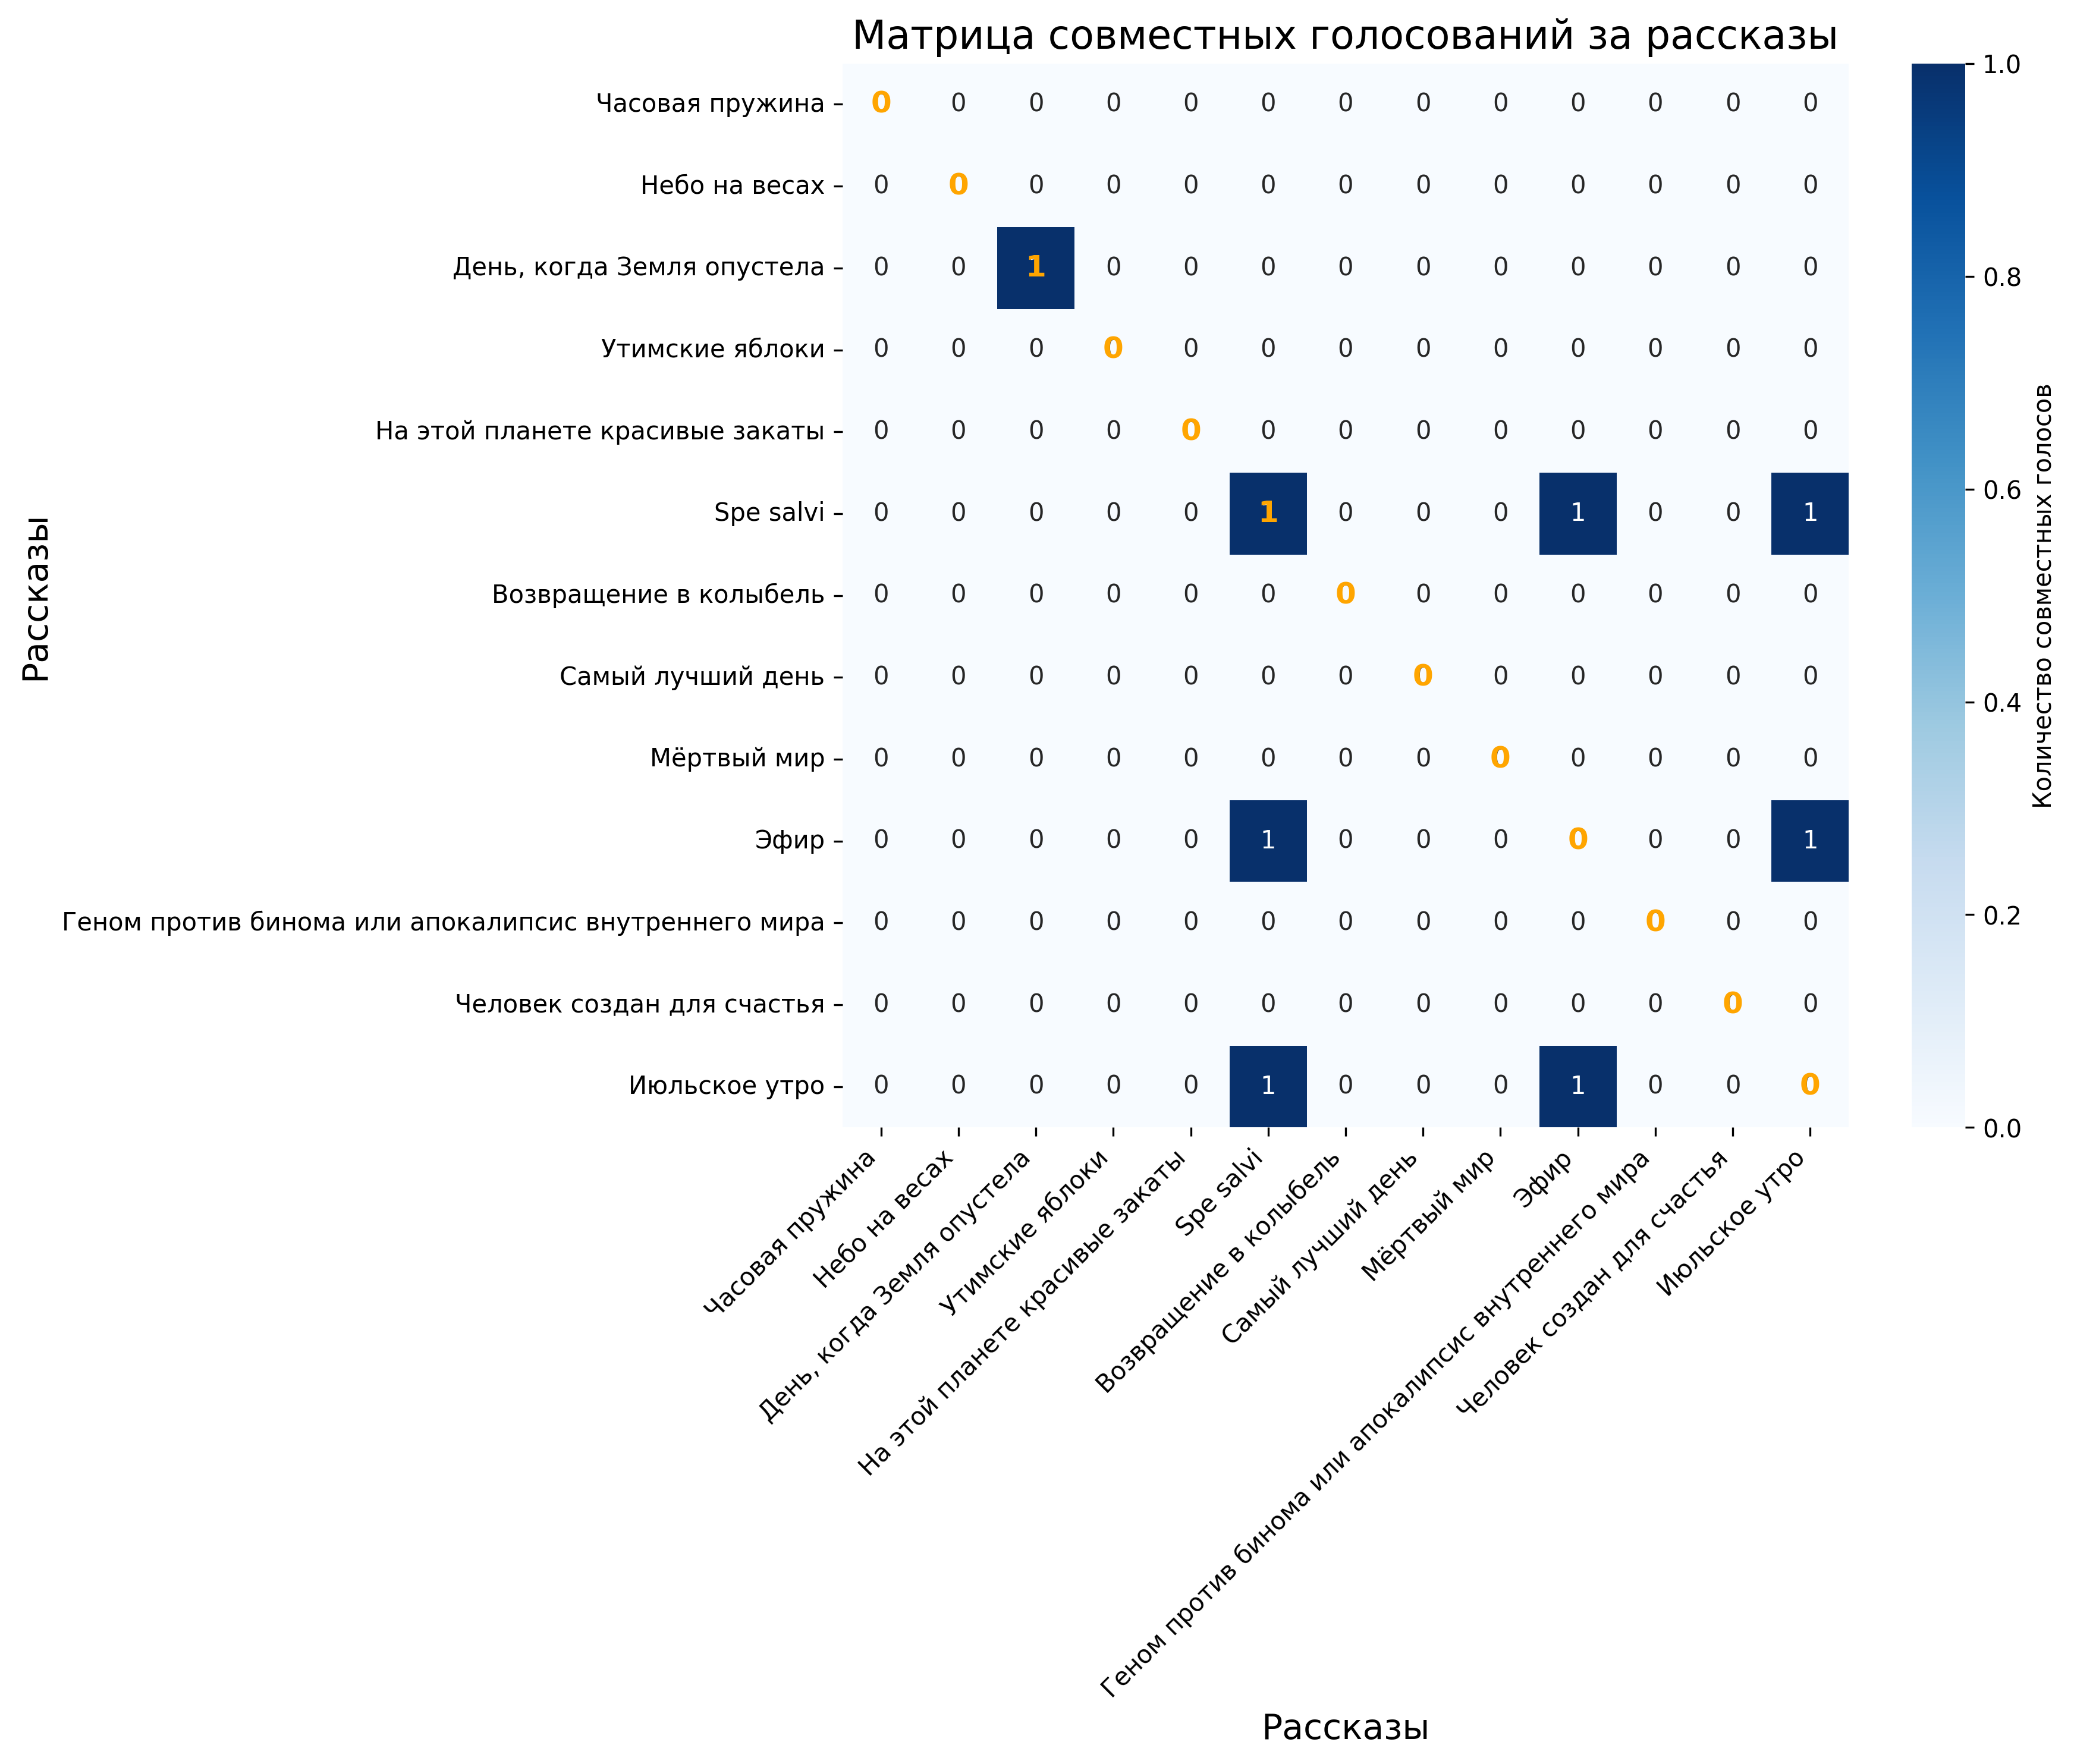 Матрица совместных голосований за рассказы
Рассказы
Часовая пружина 0 0 0 0 0 0 0 0 0 0 0 0 0
Небо на весах 0 0 0 0 0 0 0 0 0 0 0 0 0
День, когда Земля опустела 0 0 1 0 0 0 0 0 0 0 0 0 0
Утимские яблоки 0 0 0 0 0 0 0 0 0 0 0 0 0
На этой планете красивые закаты 0 0 0 0 0 0 0 0 0 0 0 0 0
Spe salvi 0 0 0 0 0 1 0 0 0 1 0 0 1
Возвращение в колыбель 0 0 0 0 0 0 0 0 0 0 0 0 0
Самый лучший день 0 0 0 0 0 0 0 0 0 0 0 0 0
Мёртвый мир 0 0 0 0 0 0 0 0 0 0 0 0 0
Эфир 0 0 0 0 0 1 0 0 0 0 0 0 1
Геном против бинома или апокалипсис внутреннего мира 0 0 0 0 0 0 0 0 0 0 0 0 0
Человек создан для счастья 0 0 0 0 0 0 0 0 0 0 0 0 0
Июльское утро 0 0 0 0 0 1 0 0 0 1 0 0 0
Часовая пружина
Небо на весах
День, когда Земля опустела
Утимские яблоки
На этой планете красивые закаты
Spe salvi
Возвращение в колыбель
Самый лучший день
Мёртвый мир
Эфир
Геном против бинома или апокалипсис внутреннего мира
Человек создан для счастья
Июльское утро
Рассказы
1.0
0.8
0.6
0.4
0.2
0.0
Количество совместных голосов